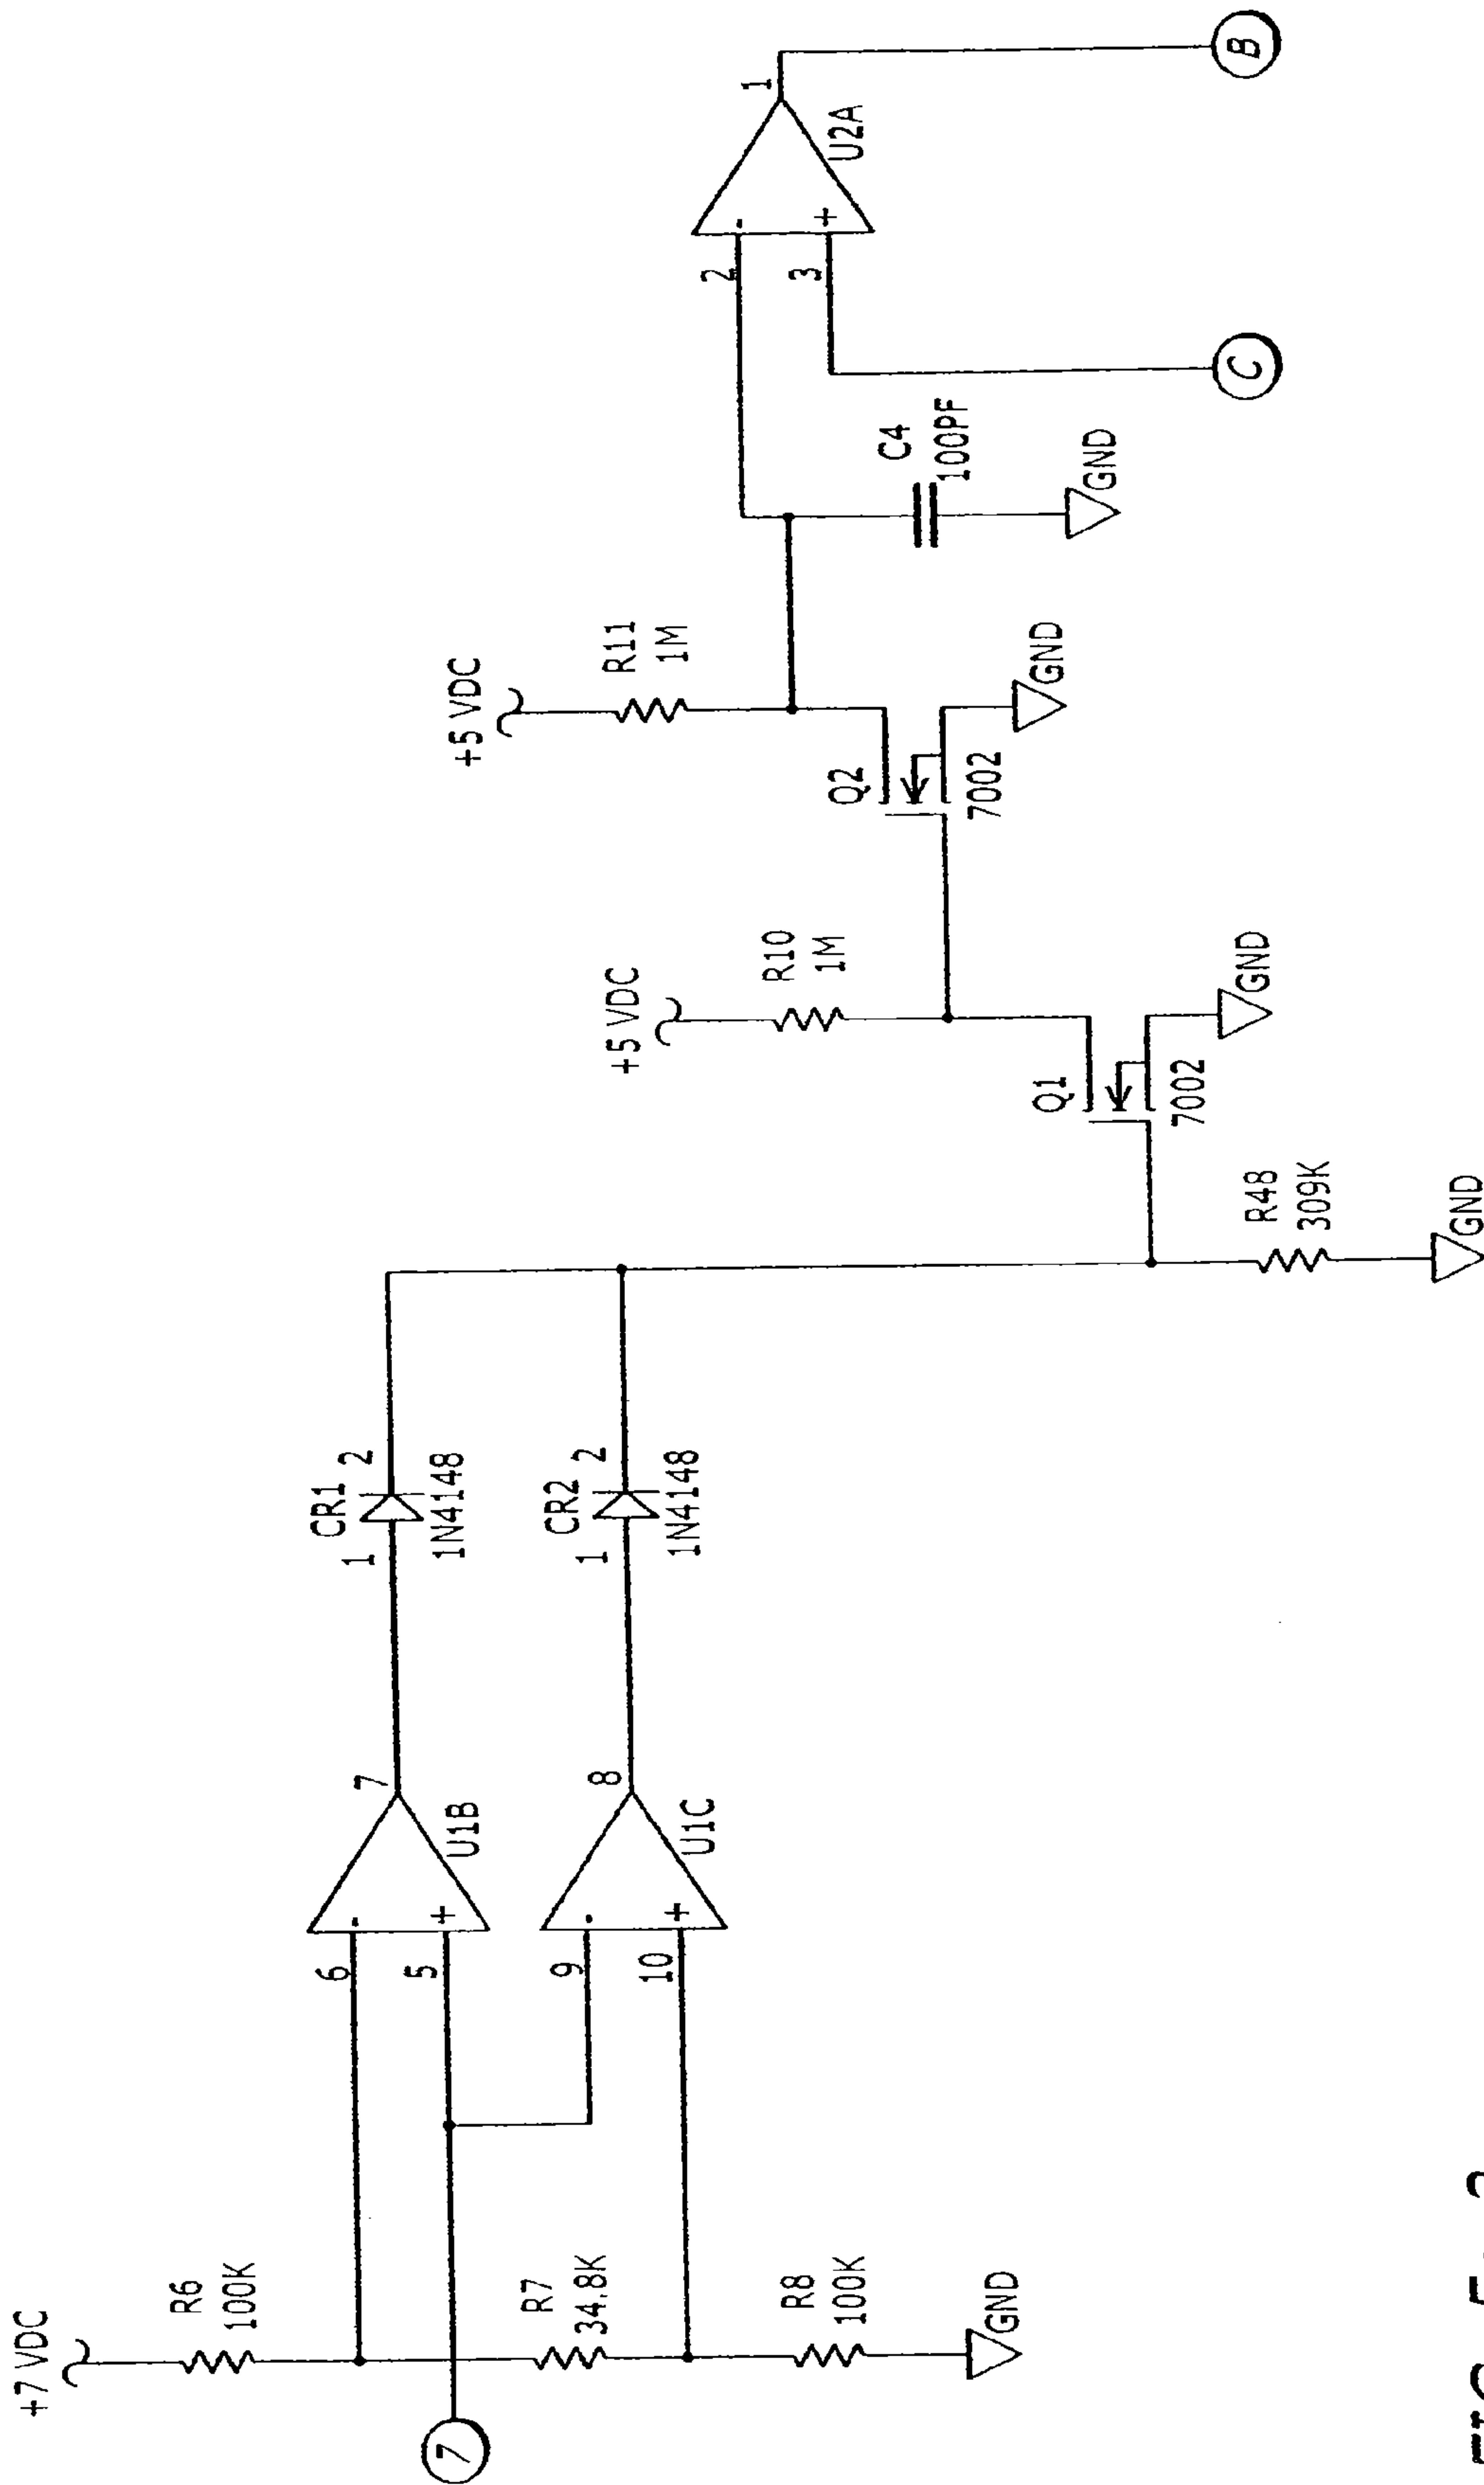 +7 VDC
R6
100K
7
R7
34.8K
R8
100K
GND
6
-
5
+
7
U1B
9
-
10
+
8
U1C
CR1
1
2
1N4148
CR2
1
2
1N4148
R48
309K
GND
+5 VDC
R10
1M
Q1
7002
GND
+5 VDC
R11
1M
Q2
7002
GND
C4
100PF
GND
2
-
3
+
1
U2A
C
B